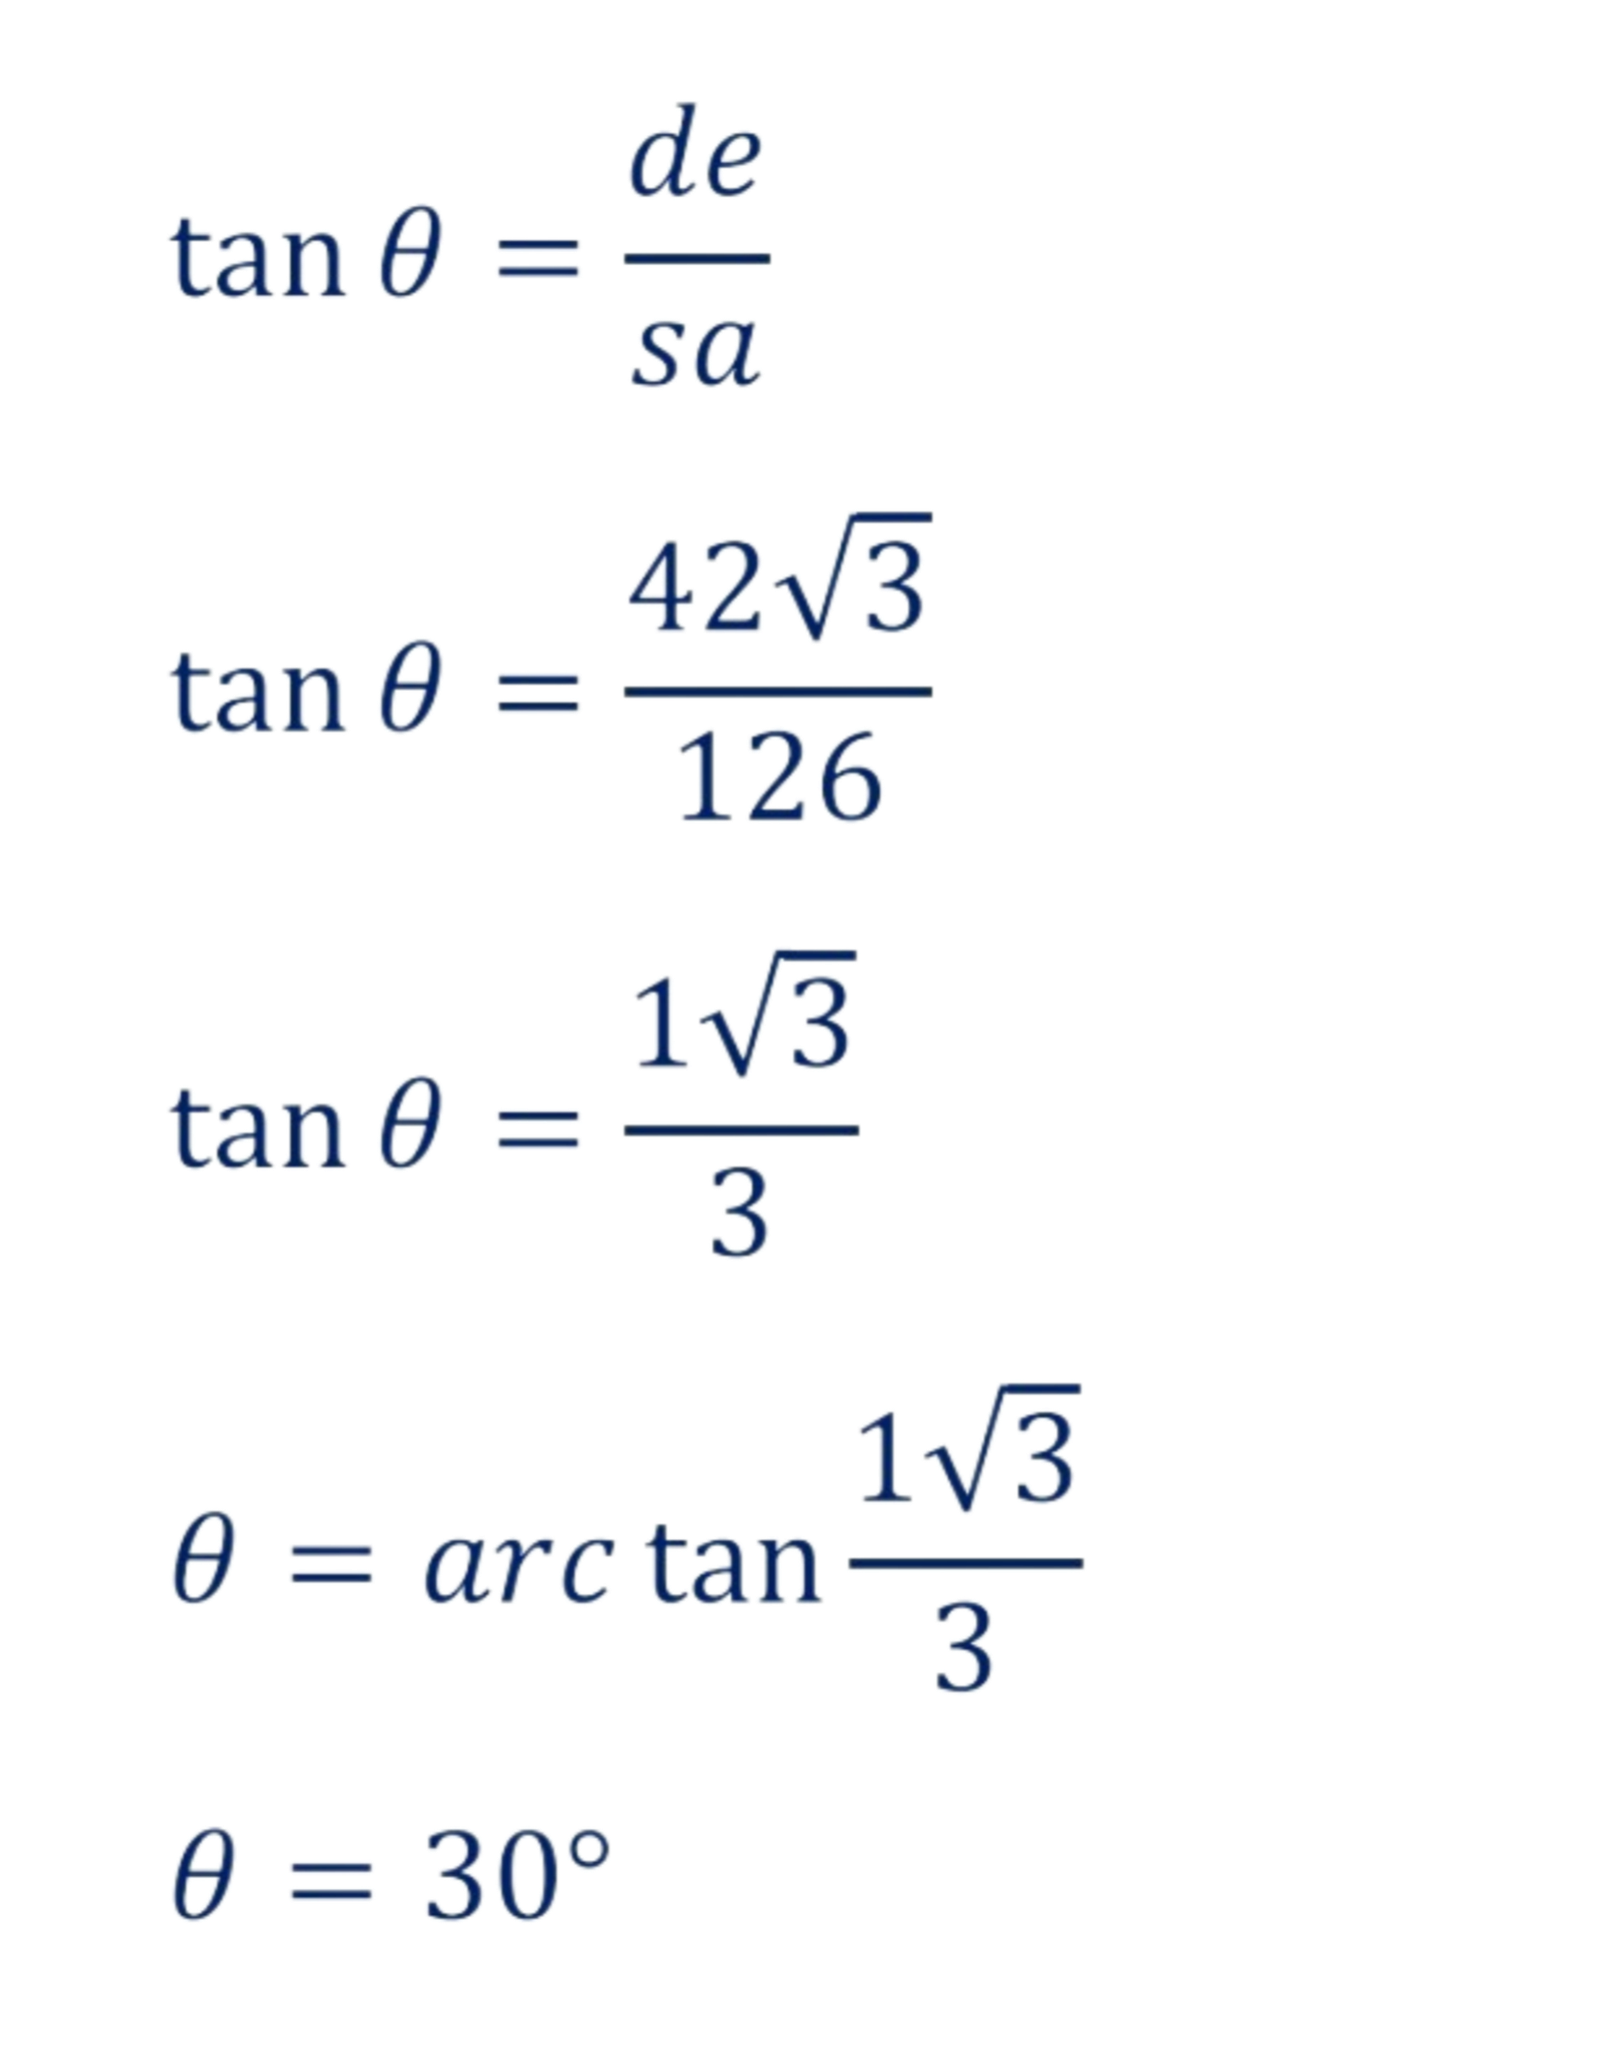 tan θ = de/sa
tan θ = 42√3/126
tan θ = 1√3/3
θ = arc tan 1√3/3
θ = 30°